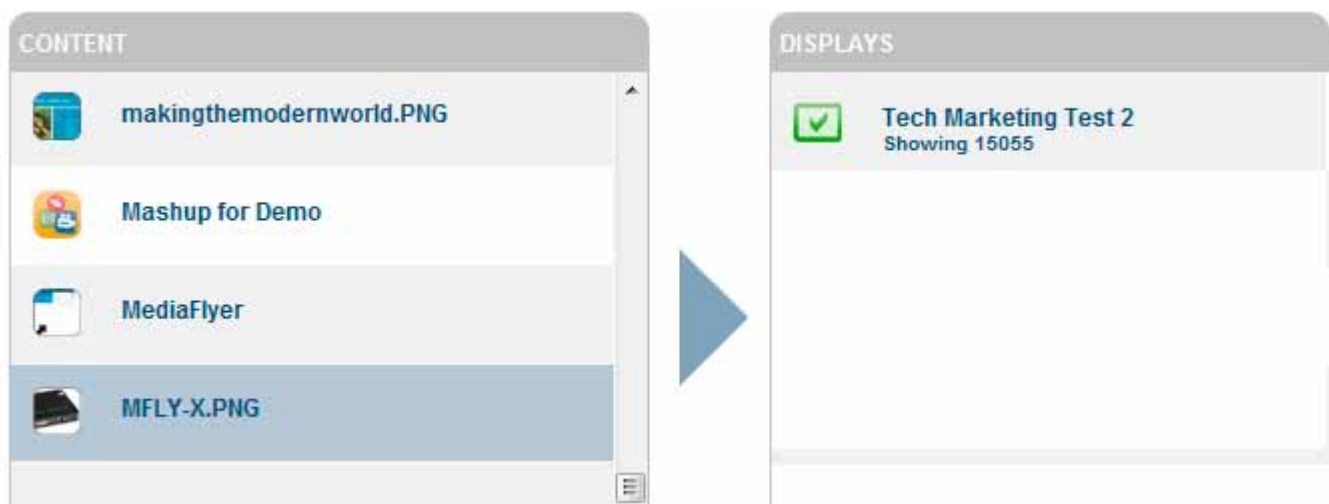 CONTENT
makingthemodernworld.PNG
Mashup for Demo
MediaFlyer
MFLY-X.PNG
DISPLAYS
Tech Marketing Test 2
Showing 15055